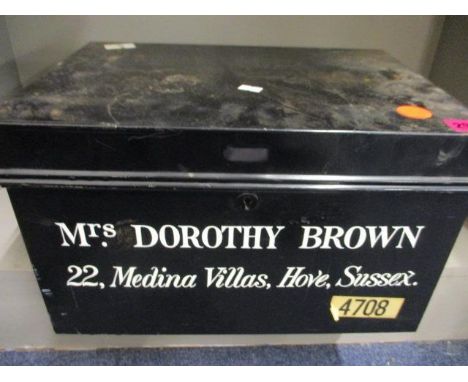 Mrs. DOROTHY BROWN
22, Medina Villas, Hove, Sussex.
4708